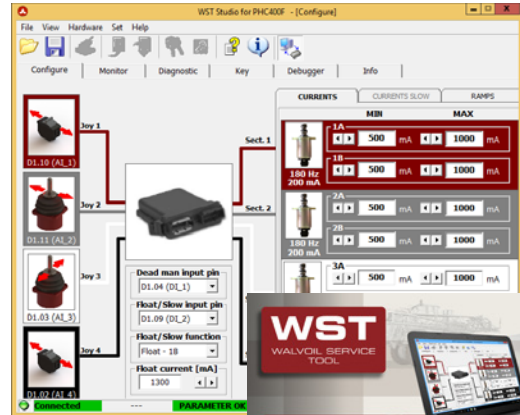 WST Studio for PHC400F - [Configure]
File View Hardware Set Help
Configure Monitor Diagnostic Key Debugger Info
CURRENTS CURRENTS SLOW RAMPS
MIN MAX
Joy 1
D1.10 (AI_1)
Sect. 1
180 Hz
200 mA
1A
500 mA 1000 mA
1B
500 mA 1000 mA
Joy 2
D1.11 (AI_2)
Sect. 2
180 Hz
200 mA
2A
500 mA 1000 mA
2B
500 mA 1000 mA
Joy 3
D1.03 (AI_3)
3A
500 mA 1000 mA
Joy 4
D1.02 (AI_4)
Dead man input pin
D1.04 (DI_1)
Float/Slow input pin
D1.09 (DI_2)
Float/Slow function
Float - 1B
Float current [mA]
1300
WST
WALVOIL SERVICE
TOOL
Connected --- PARAMETER OK